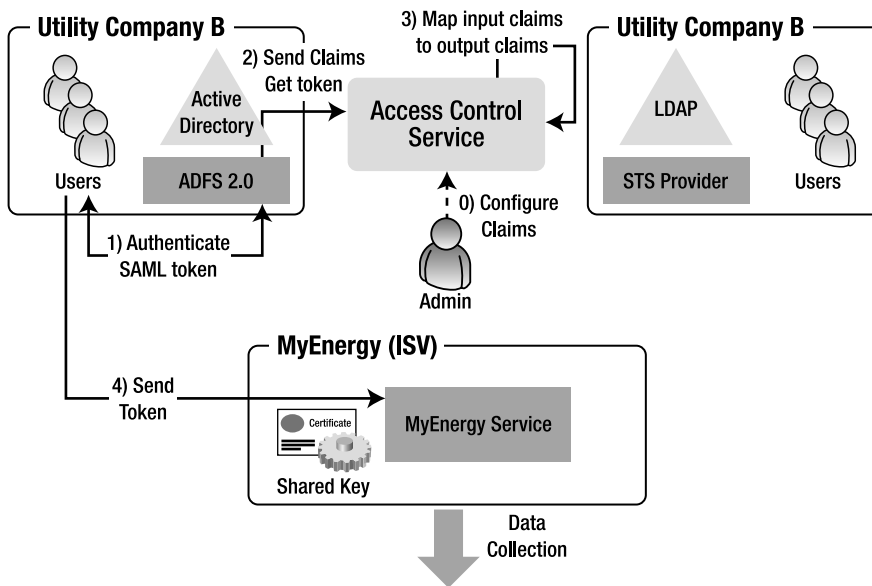 Utility Company B
2) Send Claims
Get token
3) Map input claims
to output claims
Utility Company B
Active
Directory
Access Control
Service
LDAP
Users
ADFS 2.0
STS Provider
Users
0) Configure
Claims
1) Authenticate
SAML token
Admin
MyEnergy (ISV)
4) Send
Token
Certificate
MyEnergy Service
Shared Key
Data
Collection